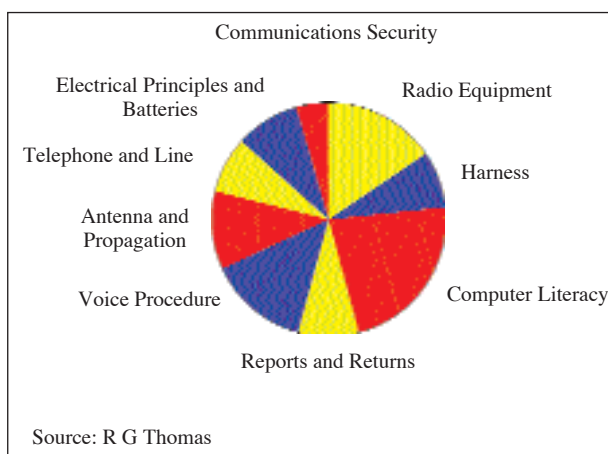 Communications Security
Electrical Principles and
Batteries
Radio Equipment
Telephone and Line
Harness
Antenna and
Propagation
Voice Procedure
Computer Literacy
Reports and Returns
Source: R G Thomas